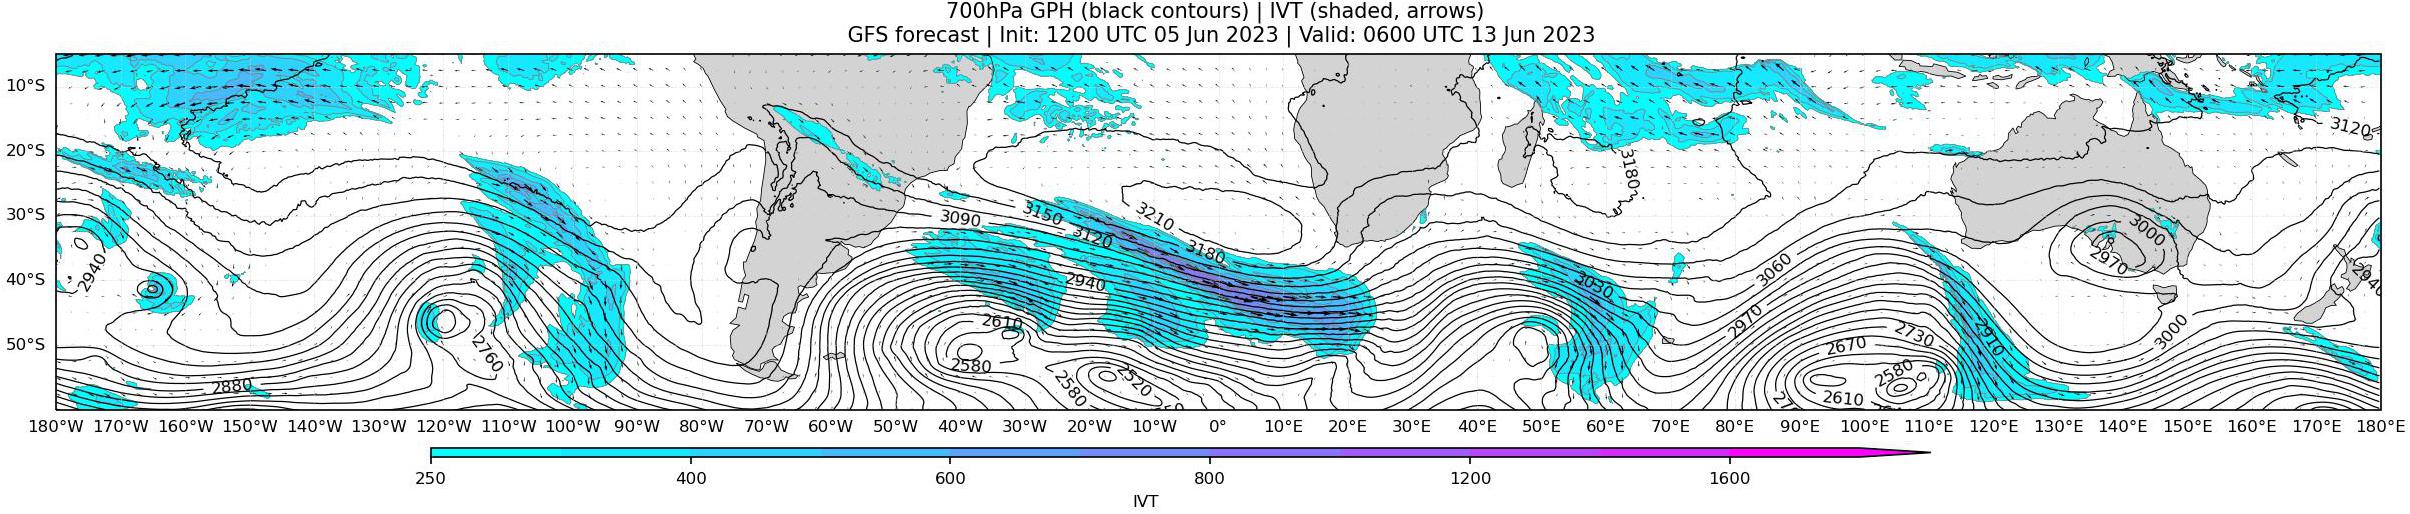 700hPa GPH (black contours) | IVT (shaded, arrows)
GFS forecast | Init: 1200 UTC 05 Jun 2023 | Valid: 0600 UTC 13 Jun 2023
10°S
20°S
30°S
40°S
50°S
3120
3180
3090
3150
3210
3120
3180
3000
2970
2940
2940
3030
3060
2940
2970
2910
3000
2610
2730
2760
2670
2580
2580
2520
2580
2880
2610
180°W 170°W 160°W 150°W 140°W 130°W 120°W 110°W 100°W 90°W 80°W 70°W 60°W 50°W 40°W 30°W 20°W 10°W 0° 10°E 20°E 30°E 40°E 50°E 60°E 70°E 80°E 90°E 100°E 110°E 120°E 130°E 140°E 150°E 160°E 170°E 180°E
250 400 600 800 1200 1600
IVT